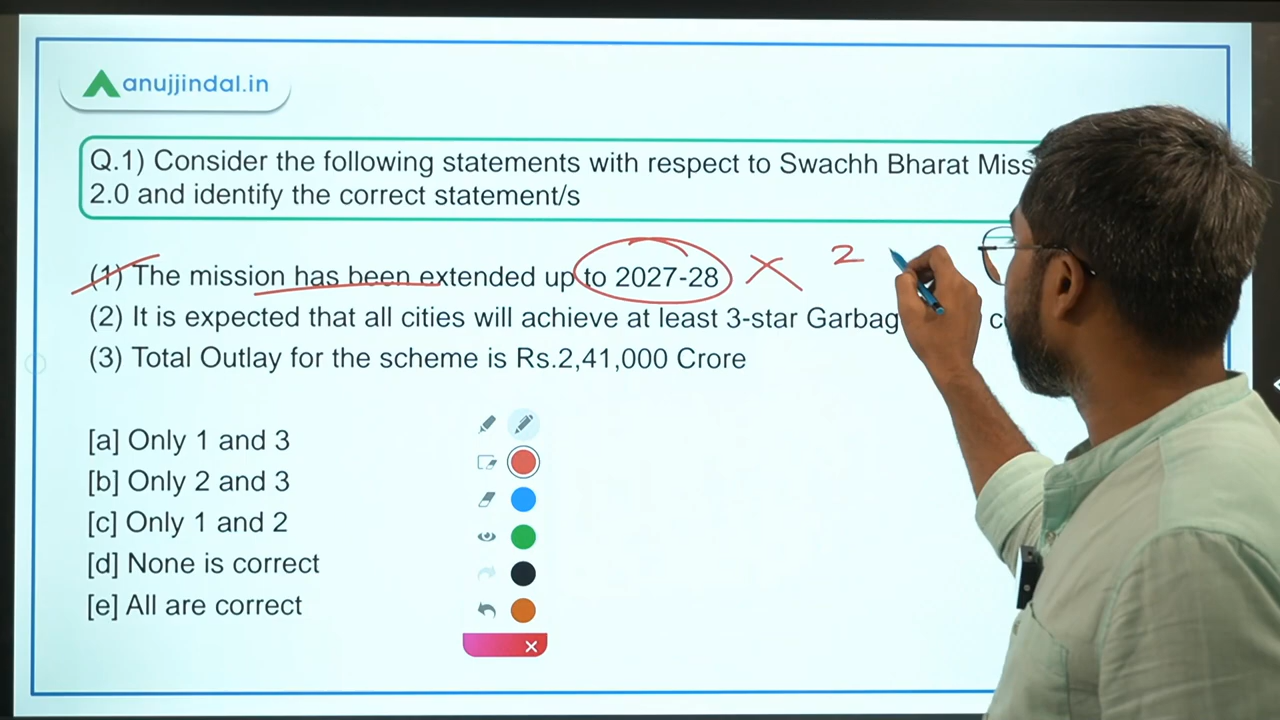 anujjindal.in
Q.1) Consider the following statements with respect to Swachh Bharat Miss
2.0 and identify the correct statement/s
(1) The mission has been extended up to 2027-28 X 2
(2) It is expected that all cities will achieve at least 3-star Garbag
(3) Total Outlay for the scheme is Rs.2,41,000 Crore
[a] Only 1 and 3
[b] Only 2 and 3
[c] Only 1 and 2
[d] None is correct
[e] All are correct